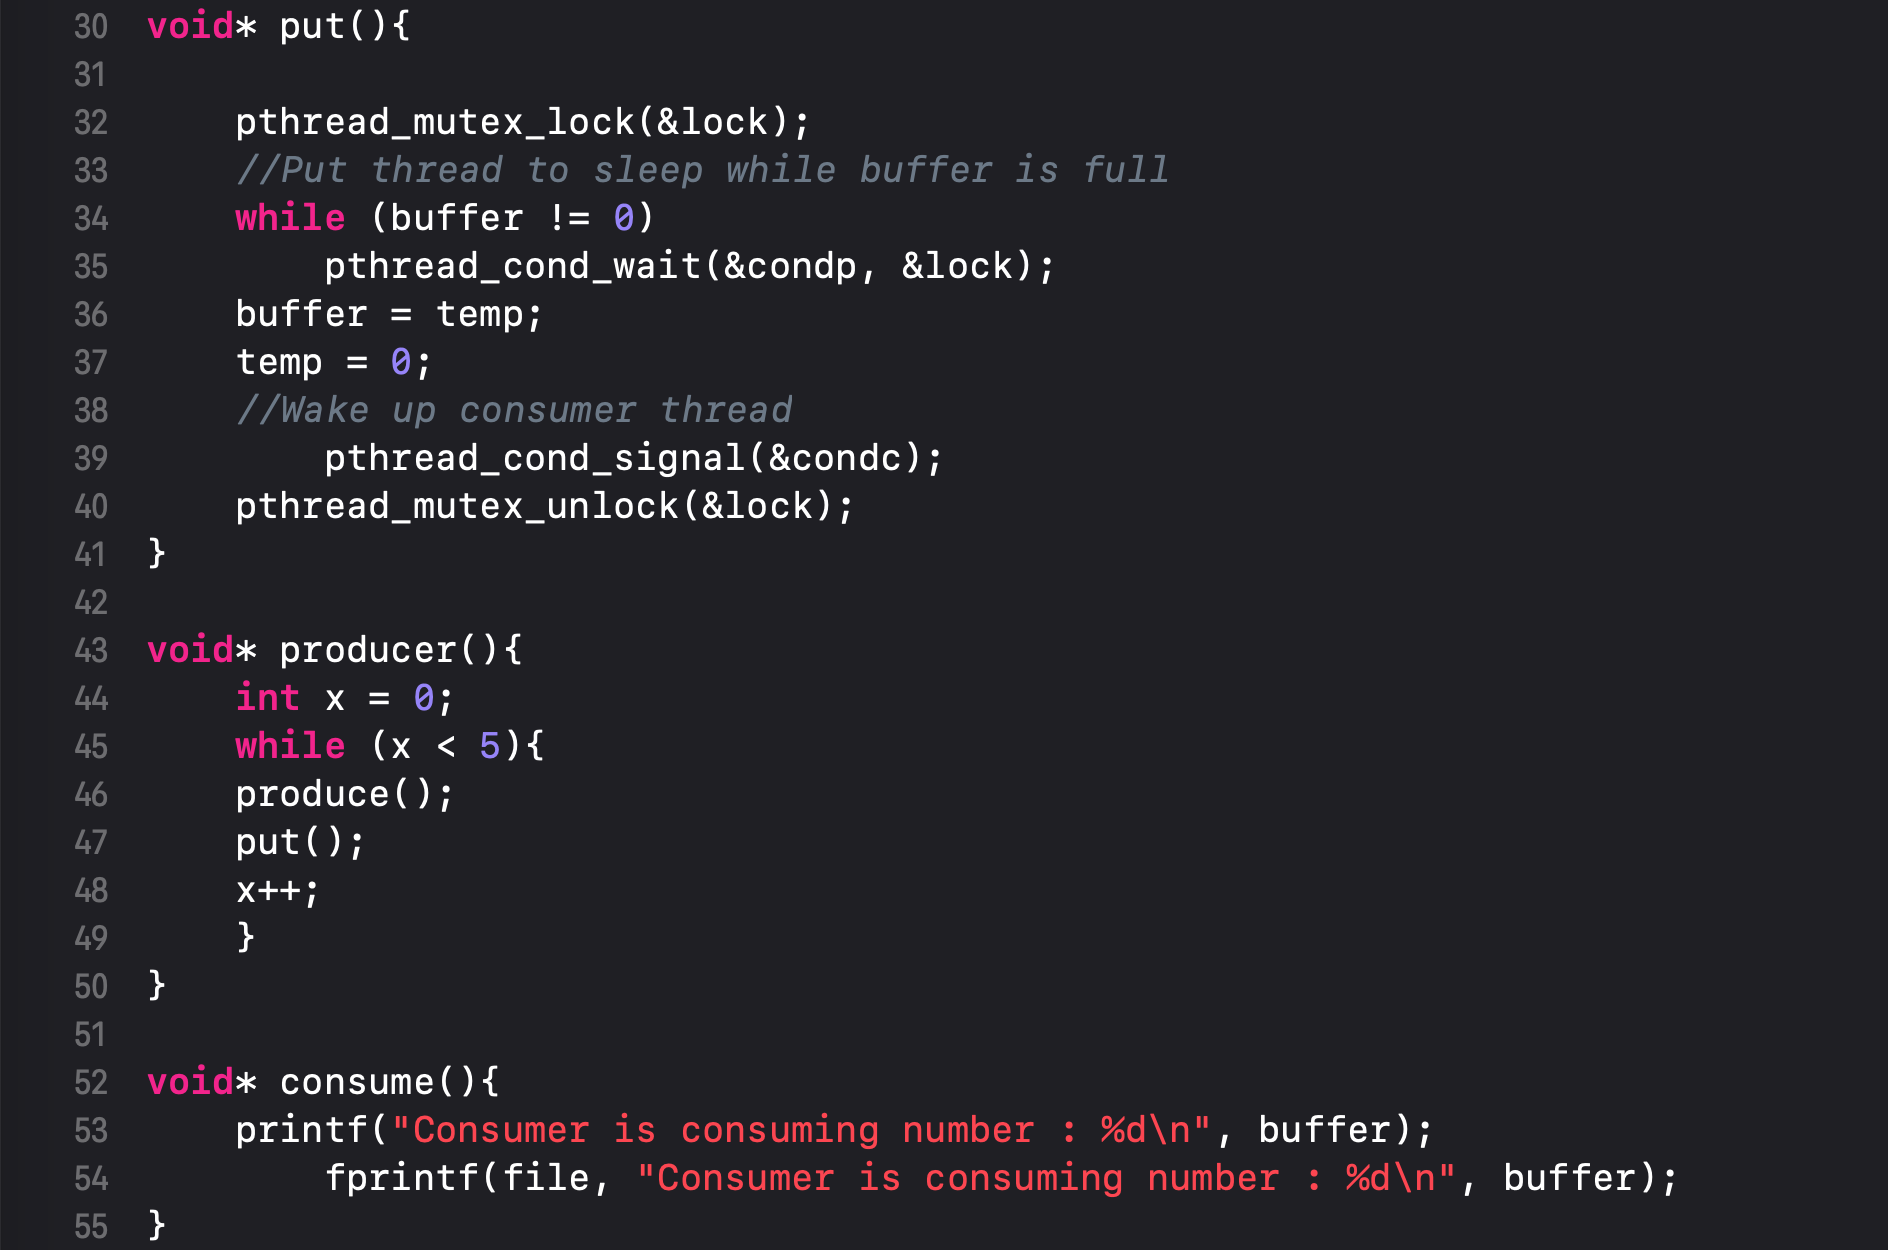 30 void* put(){
31
32     pthread_mutex_lock(&lock);
33     //Put thread to sleep while buffer is full
34     while (buffer != 0)
35         pthread_cond_wait(&condp, &lock);
36     buffer = temp;
37     temp = 0;
38     //Wake up consumer thread
39         pthread_cond_signal(&condc);
40     pthread_mutex_unlock(&lock);
41 }
42
43 void* producer(){
44     int x = 0;
45     while (x < 5){
46     produce();
47     put();
48     x++;
49     }
50 }
51
52 void* consume(){
53     printf("Consumer is consuming number : %d\n", buffer);
54         fprintf(file, "Consumer is consuming number : %d\n", buffer);
55 }